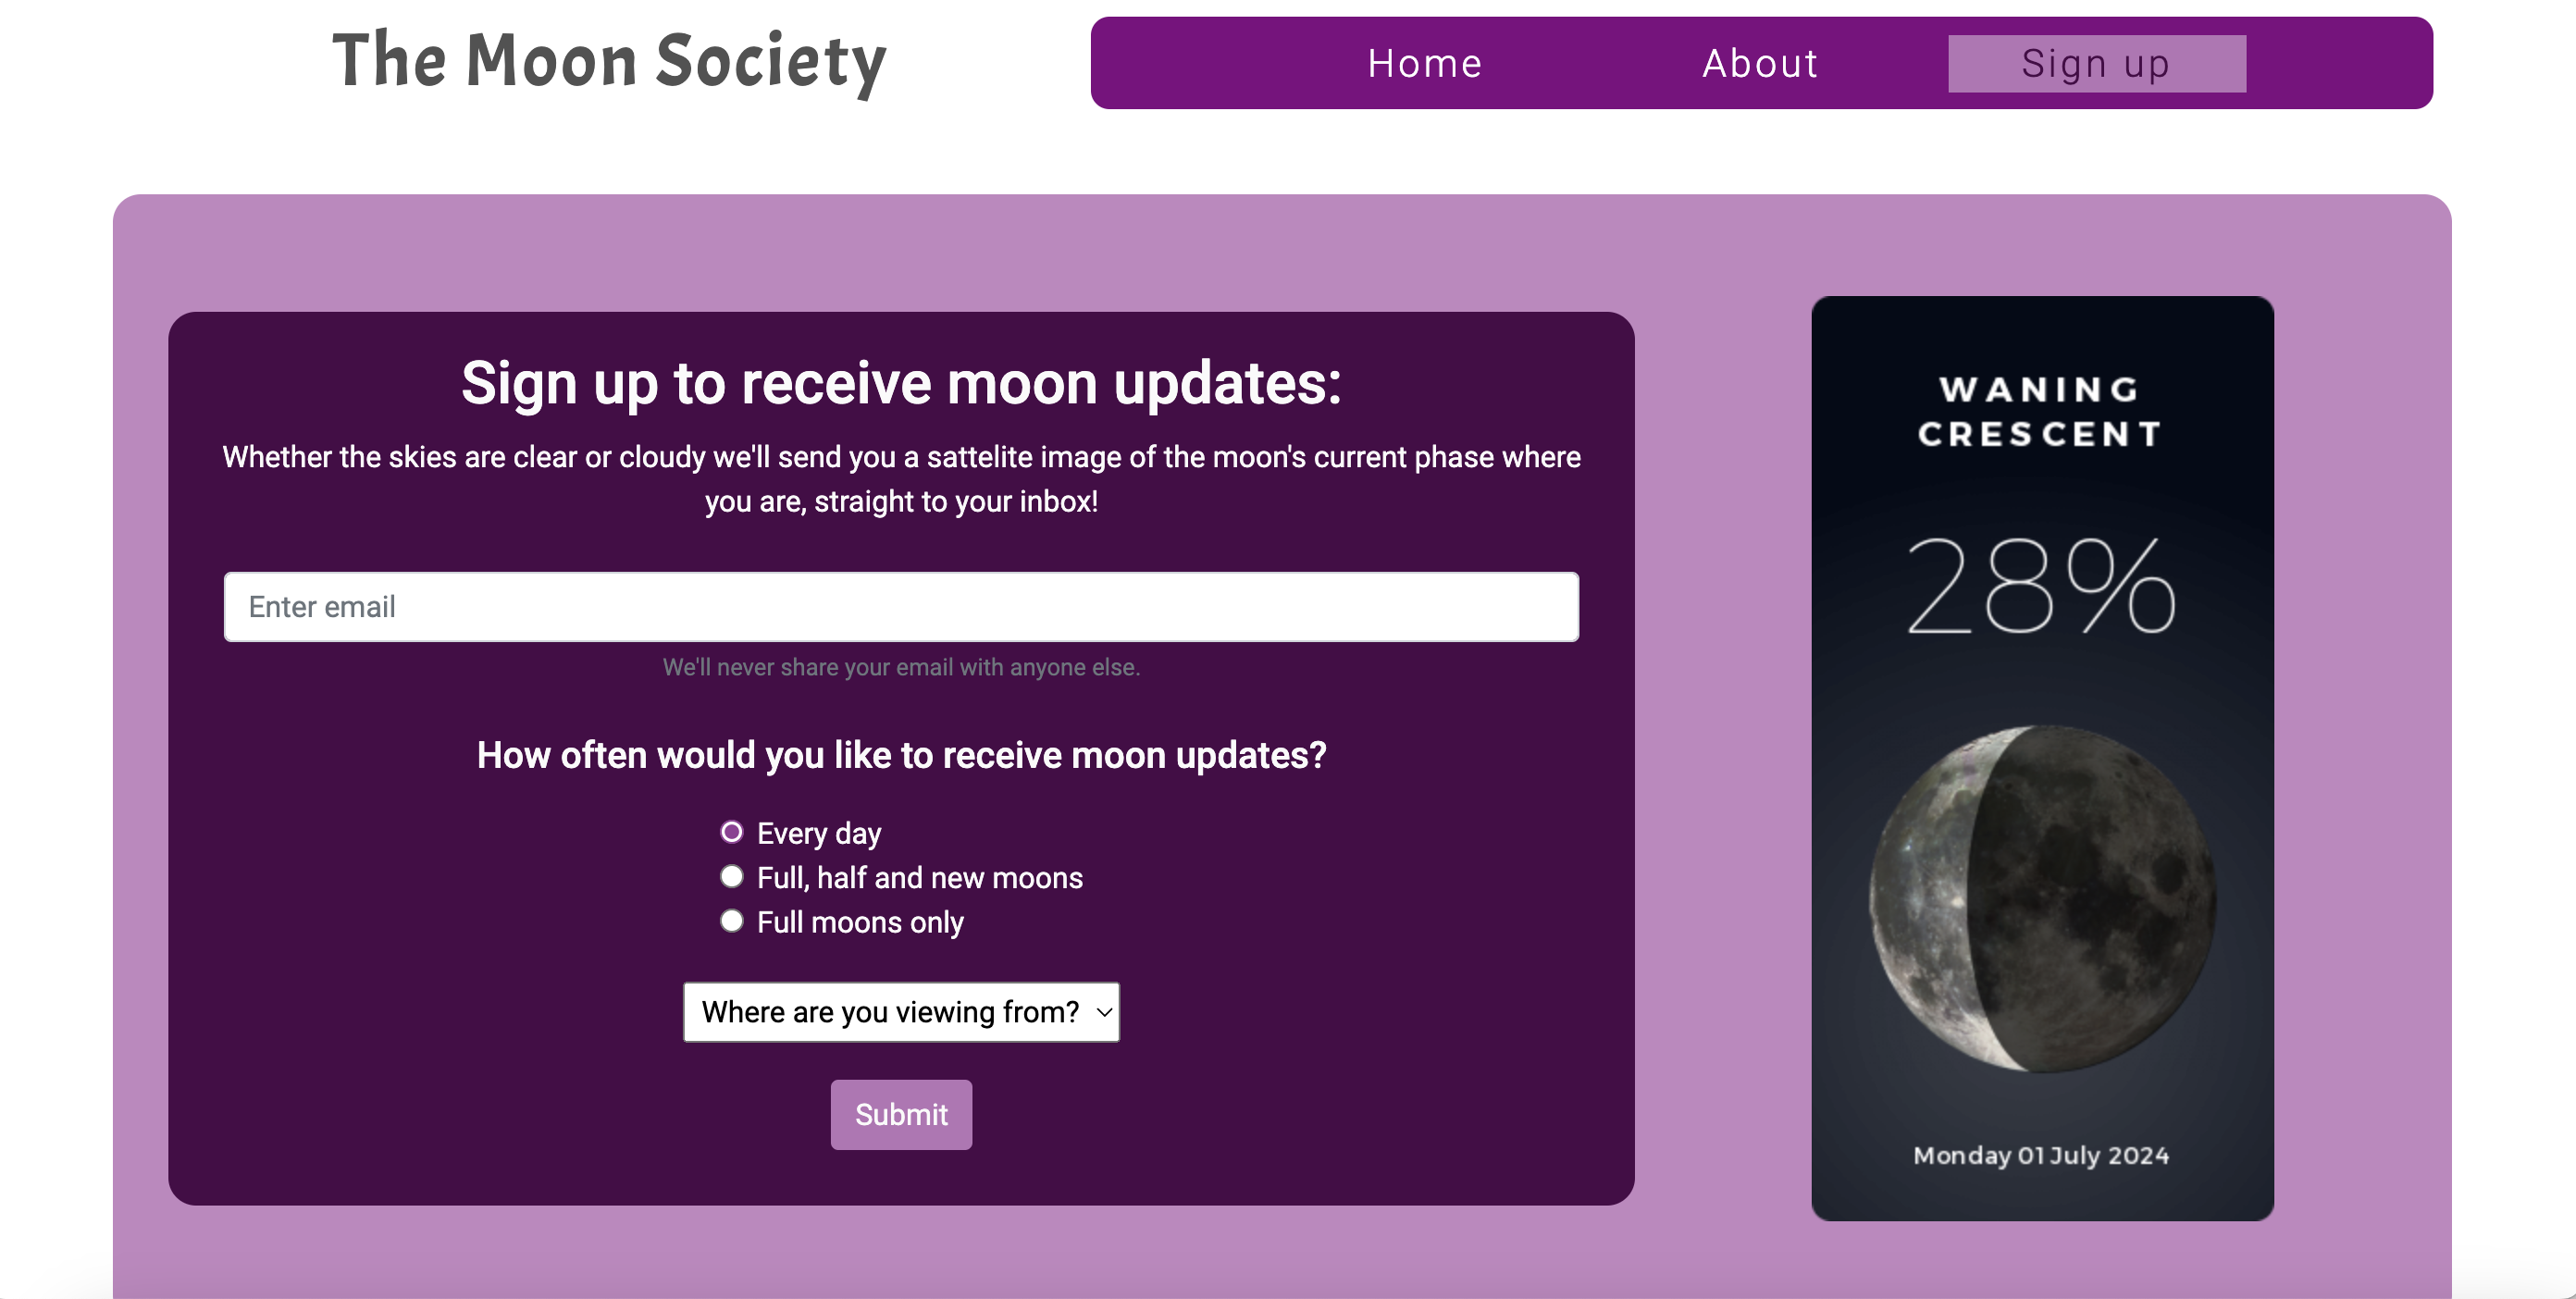 The Moon Society
Home
About
Sign up
Sign up to receive moon updates:
Whether the skies are clear or cloudy we'll send you a sattelite image of the moon's current phase where
you are, straight to your inbox!
Enter email
We'll never share your email with anyone else.
How often would you like to receive moon updates?
Every day
Full, half and new moons
Full moons only
Where are you viewing from?
Submit
WANING
CRESCENT
28%
Monday 01 July 2024